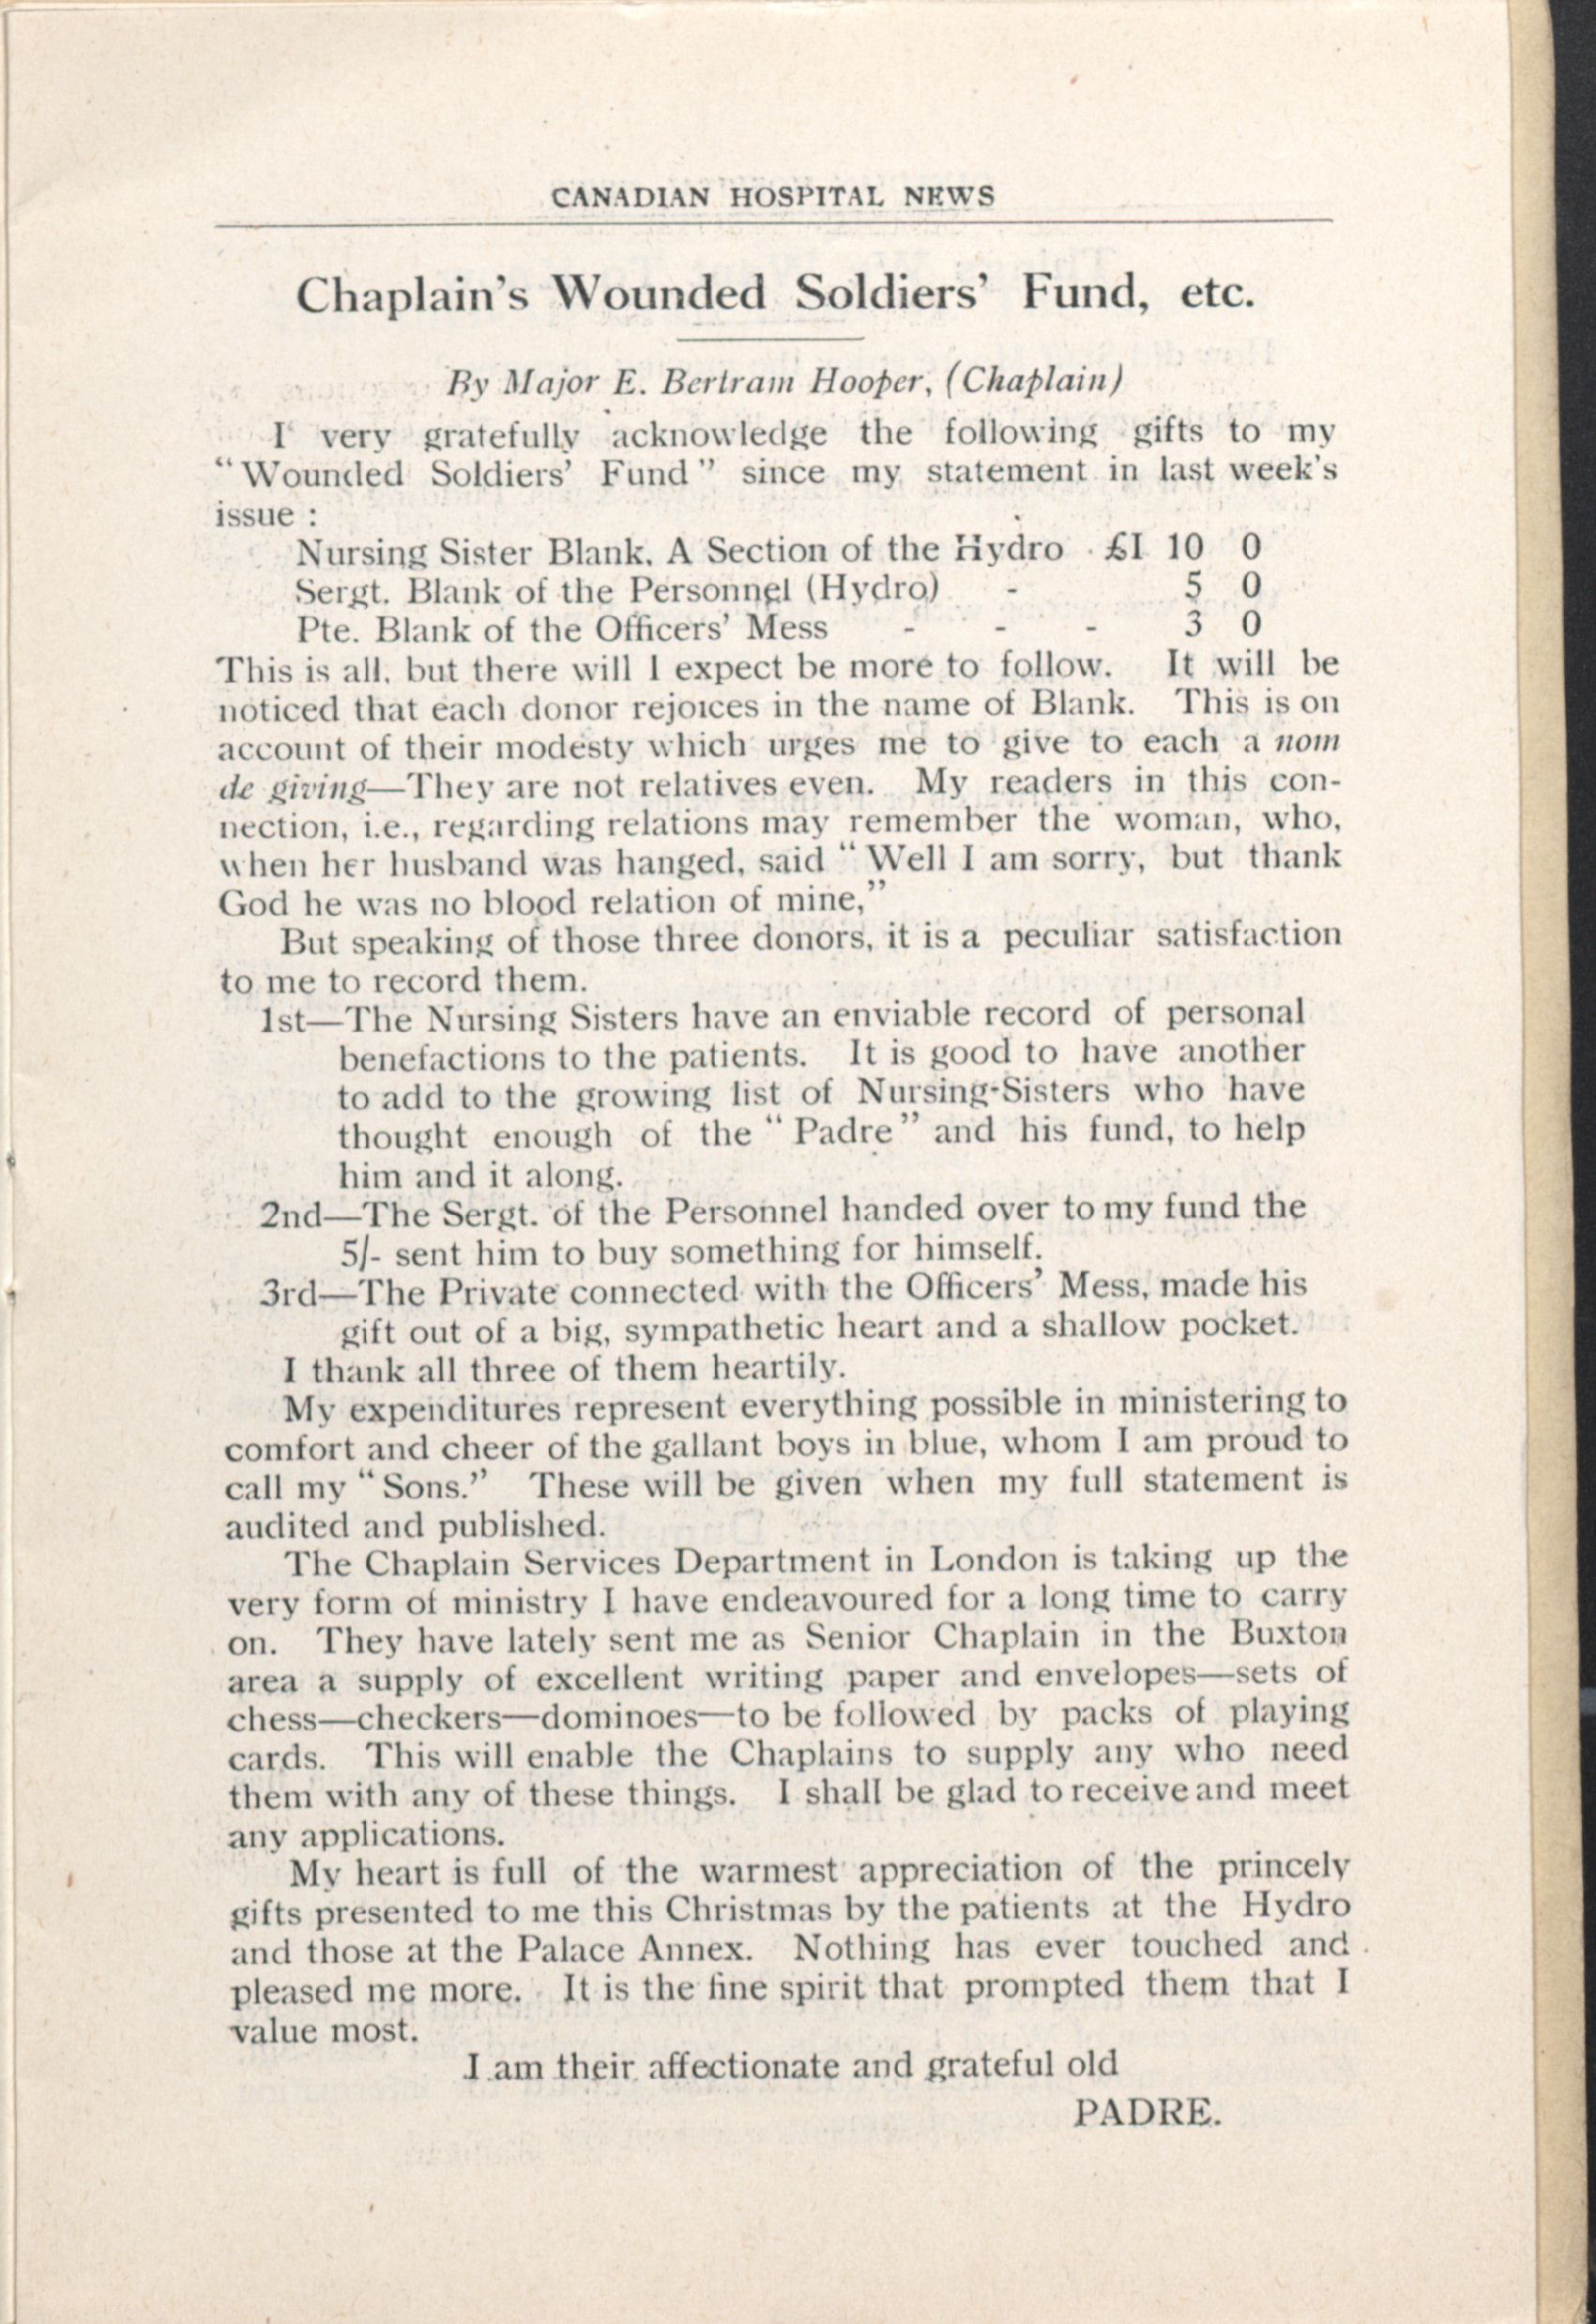 CANADIAN HOSPITAL NEWS
Chaplain's Wounded Soldiers' Fund, etc.
By Major E. Bertram Hooper, (Chaplain)
I very gratefully acknowledge the following gifts to my
“Wounded Soldiers' Fund” since my statement in last week's
issue :
Nursing Sister Blank. A Section of the Hydro - £1 10 0
Sergt. Blank of the Personnel (Hydro) - 5 0
Pte. Blank of the Officers' Mess - - - 3 0
This is all, but there will I expect be more to follow. It will be
noticed that each donor rejoices in the name of Blank. This is on
account of their modesty which urges me to give to each a nom
de giving—They are not relatives even. My readers in this con-
nection, i.e., regarding relations may remember the woman, who,
when her husband was hanged, said “Well I am sorry, but thank
God he was no blood relation of mine,”
But speaking of those three donors, it is a peculiar satisfaction
to me to record them.
1st—The Nursing Sisters have an enviable record of personal
benefactions to the patients. It is good to have another
to add to the growing list of Nursing-Sisters who have
thought enough of the “Padre” and his fund, to help
him and it along.
2nd—The Sergt. of the Personnel handed over to my fund the
5/- sent him to buy something for himself.
3rd—The Private connected with the Officers' Mess, made his
gift out of a big, sympathetic heart and a shallow pocket.
I thank all three of them heartily.
My expenditures represent everything possible in ministering to
comfort and cheer of the gallant boys in blue, whom I am proud to
call my “Sons.” These will be given when my full statement is
audited and published.
The Chaplain Services Department in London is taking up the
very form of ministry I have endeavoured for a long time to carry
on. They have lately sent me as Senior Chaplain in the Buxton
area a supply of excellent writing paper and envelopes—sets of
chess—checkers—dominoes—to be followed by packs of playing
cards. This will enable the Chaplains to supply any who need
them with any of these things. I shall be glad to receive and meet
any applications.
My heart is full of the warmest appreciation of the princely
gifts presented to me this Christmas by the patients at the Hydro
and those at the Palace Annex. Nothing has ever touched and
pleased me more. It is the fine spirit that prompted them that I
value most.
I am their affectionate and grateful old
PADRE.